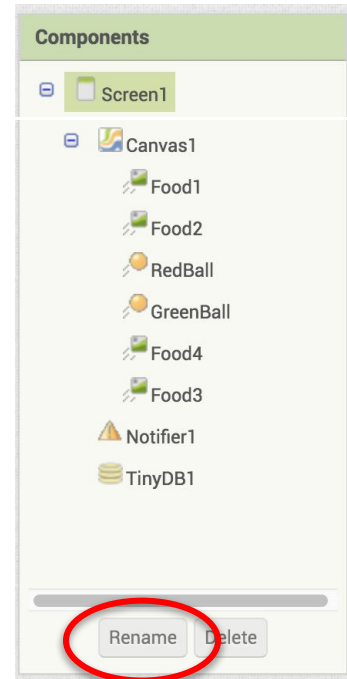 Components
Screen1
Canvas1
Food1
Food2
RedBall
GreenBall
Food4
Food3
Notifier1
TinyDB1
Rename Delete